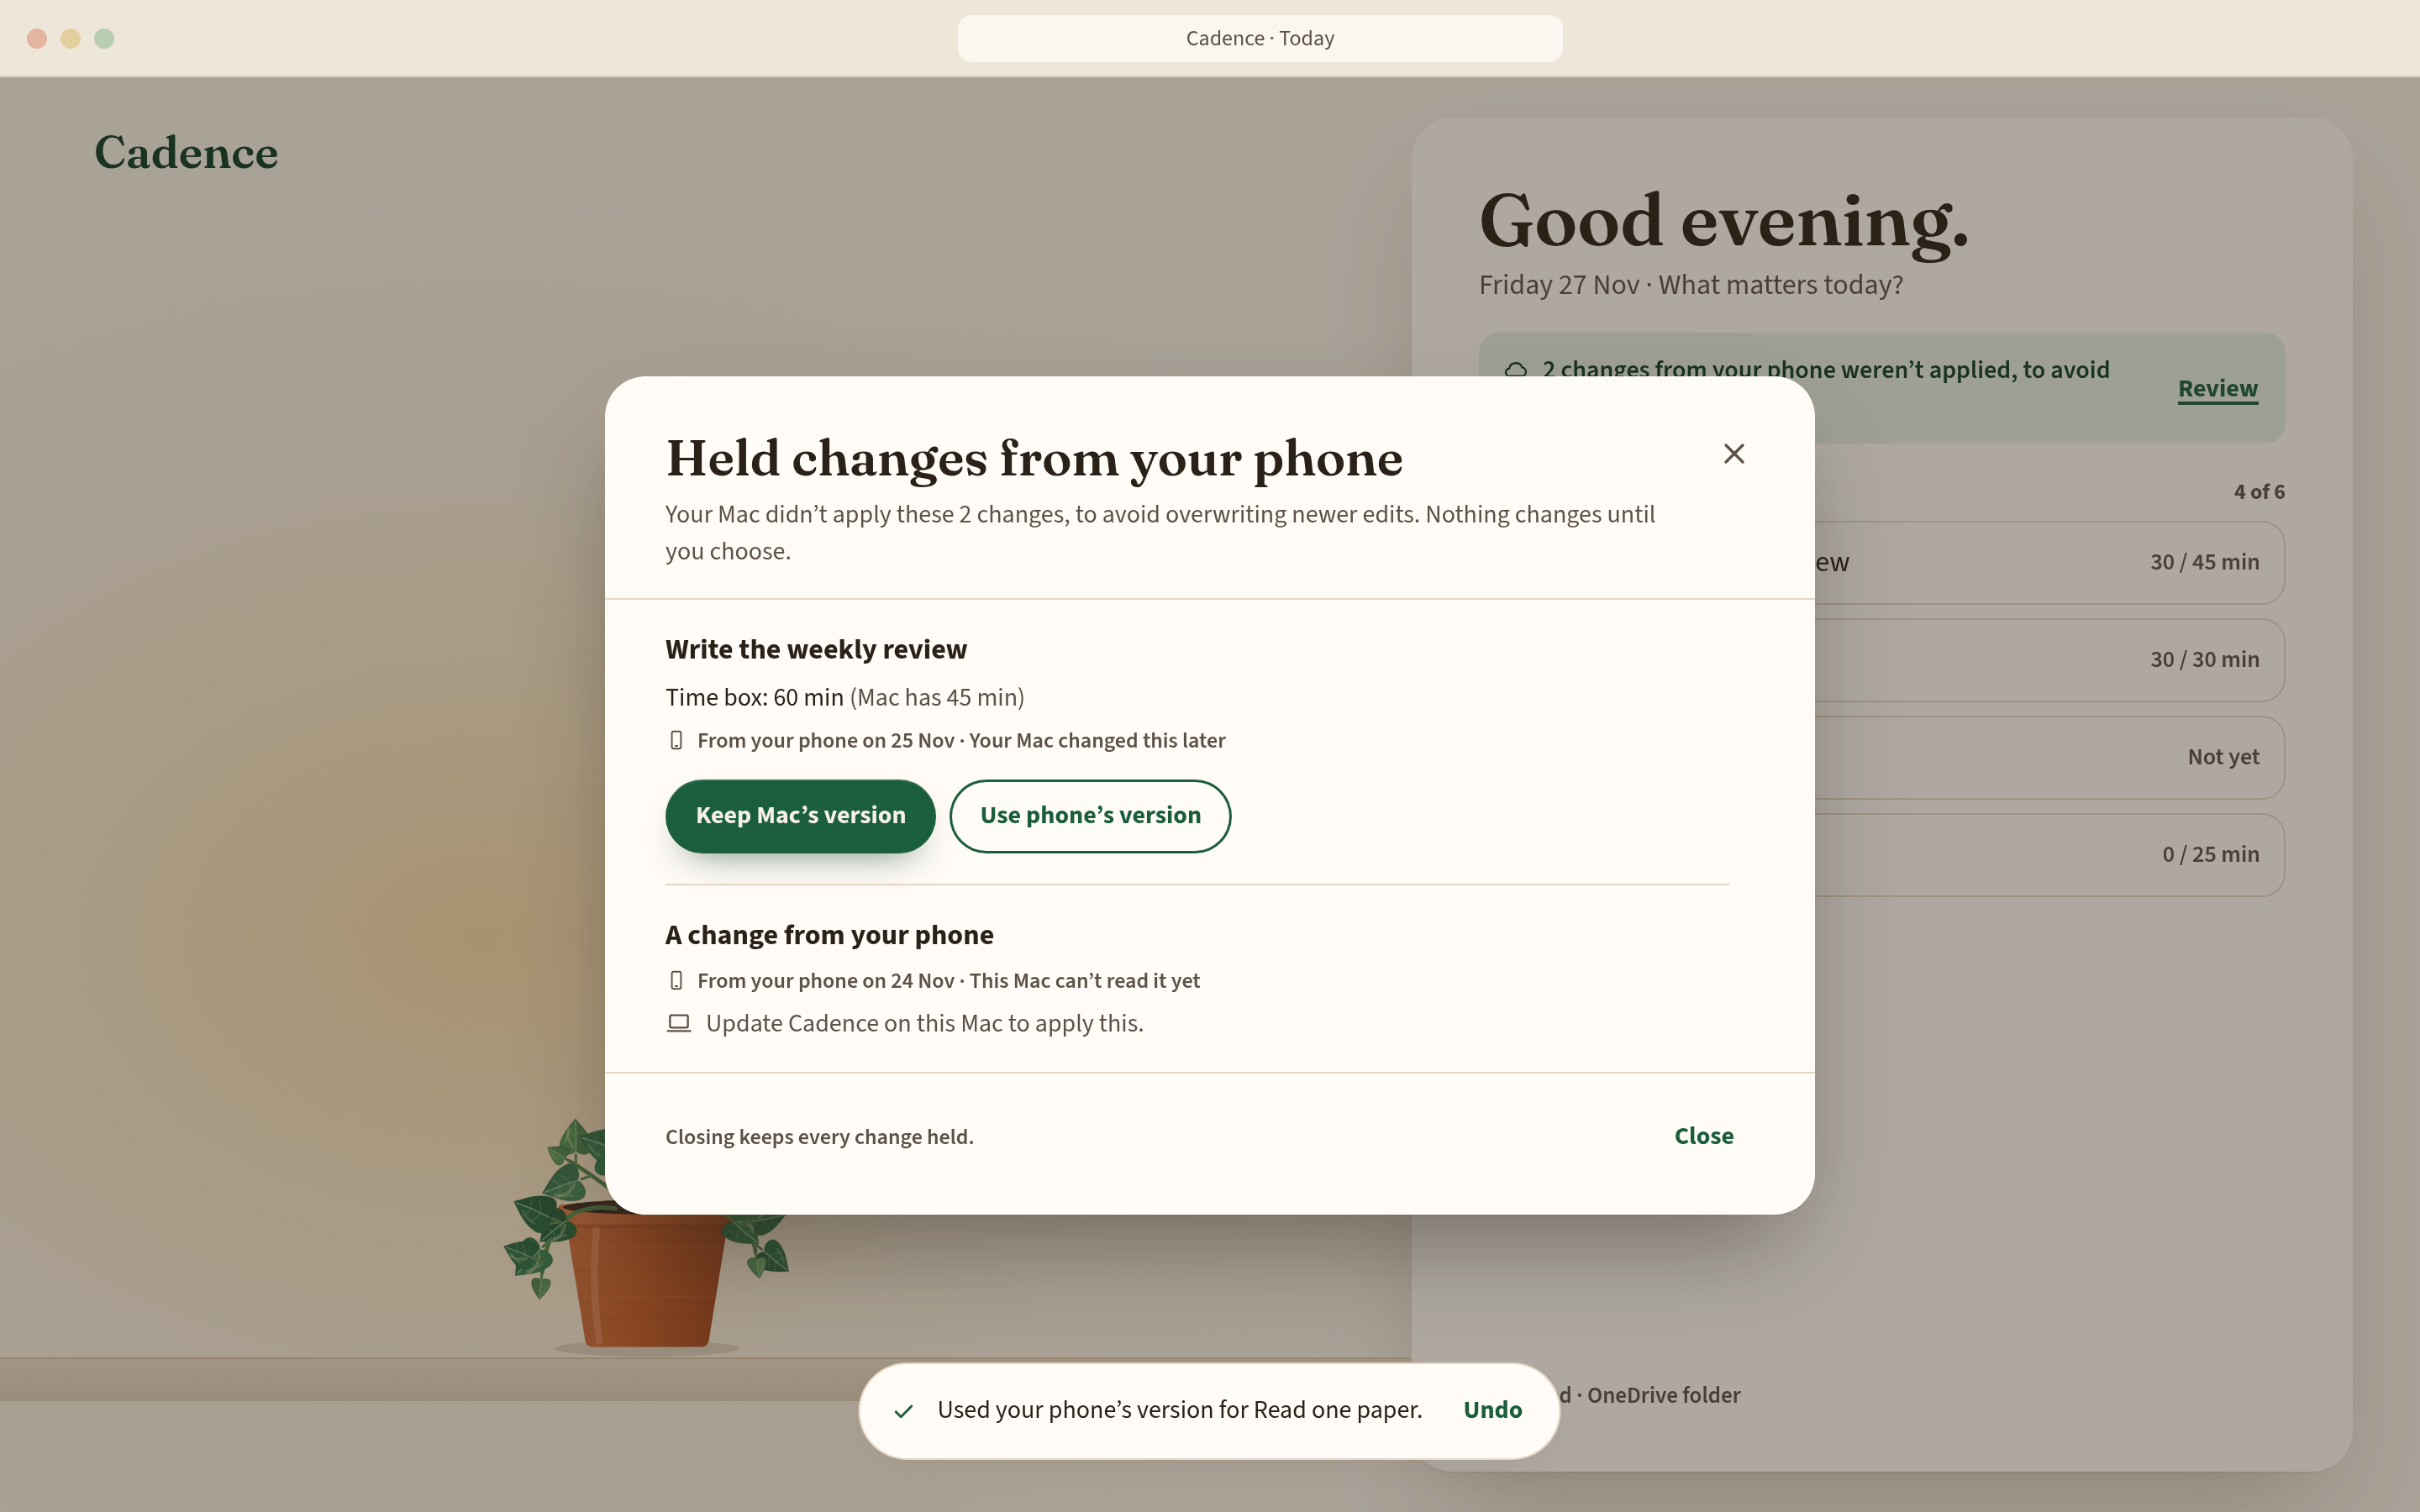 Cadence · Today
Cadence
Good evening.
Friday 27 Nov · What matters today?
2 changes from your phone weren’t applied, to avoid
Review
4 of 6
30 / 45 min
30 / 30 min
Not yet
0 / 25 min
Held changes from your phone
Your Mac didn’t apply these 2 changes, to avoid overwriting newer edits. Nothing changes until
you choose.
Write the weekly review
Time box: 60 min (Mac has 45 min)
From your phone on 25 Nov · Your Mac changed this later
Keep Mac’s version
Use phone’s version
A change from your phone
From your phone on 24 Nov · This Mac can’t read it yet
Update Cadence on this Mac to apply this.
Closing keeps every change held.
Close
Used your phone’s version for Read one paper.
Undo
· OneDrive folder